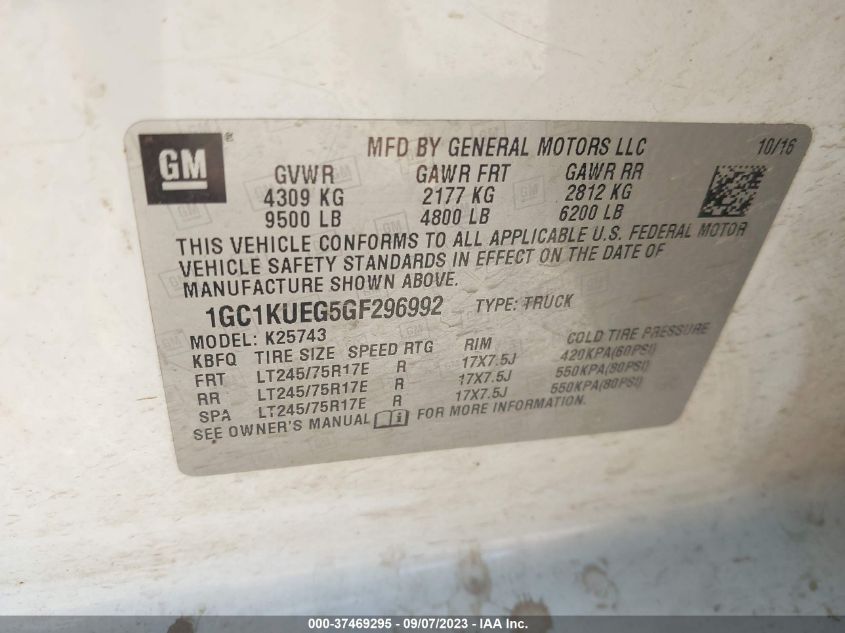 GM ® MFD BY GENERAL MOTORS LLC 10/16
GVWR GAWR FRT GAWR RR
4309 KG 2177 KG 2812 KG
9500 LB 4800 LB 6200 LB
THIS VEHICLE CONFORMS TO ALL APPLICABLE U.S. FEDERAL MOTOR
VEHICLE SAFETY STANDARDS IN EFFECT ON THE DATE OF
MANUFACTURE SHOWN ABOVE.
1GC1KUEG5GF296992 TYPE: TRUCK
MODEL: K25743
KBFQ TIRE SIZE SPEED RTG RIM COLD TIRE PRESSURE
FRT LT245/75R17E R 17X7.5J 420KPA(60PSI)
RR LT245/75R17E R 17X7.5J 550KPA(80PSI)
SPA LT245/75R17E R 17X7.5J 550KPA(80PSI)
SEE OWNER'S MANUAL FOR MORE INFORMATION.
000-37469295 - 09/07/2023 - IAA Inc.